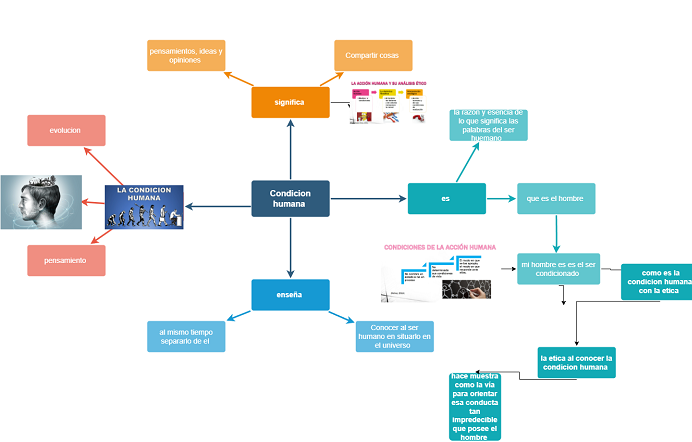 pensamientos, ideas y
opiniones
Compartir cosas
significa
LA ACCIÓN HUMANA Y SU ANÁLISIS ÉTICO
evolucion
LA CONDICION
HUMANA
pensamiento
Condicion
humana
la razon y esencia de
lo que significa las
palabras del ser
huemano
es
que es el hombre
CONDICIONES DE LA ACCIÓN HUMANA
mi hombre es es el ser
condicionado
como es la
condicion humana
con la etica
enseña
al mismo tiempo
separarlo de el
Conocer al ser
humano en situarlo en
el universo
la etica al conocer la
condicion humana
hace muestra
como la via
para orientar
esa conducta
tan
impredecible
que posee el
hombre